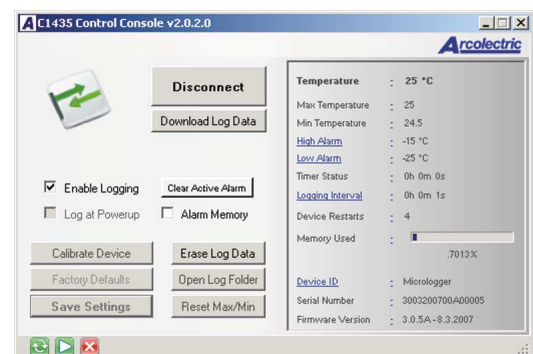 C1435 Control Console v2.0.2.0
Arcolectric
Disconnect
Download Log Data
Enable Logging
Clear Active Alarm
Log at Powerup
Alarm Memory
Calibrate Device
Erase Log Data
Factory Defaults
Open Log Folder
Save Settings
Reset Max/Min
Temperature : 25 °C
Max Temperature : 25
Min Temperature : 24.5
High Alarm : -15 °C
Low Alarm : -25 °C
Timer Status : 0h 0m 0s
Logging Interval : 0h 0m 1s
Device Restarts : 4
Memory Used :
.7013%
Device ID : Micrologger
Serial Number : 3003200700A00005
Firmware Version : 3.0.5A-8.3.2007